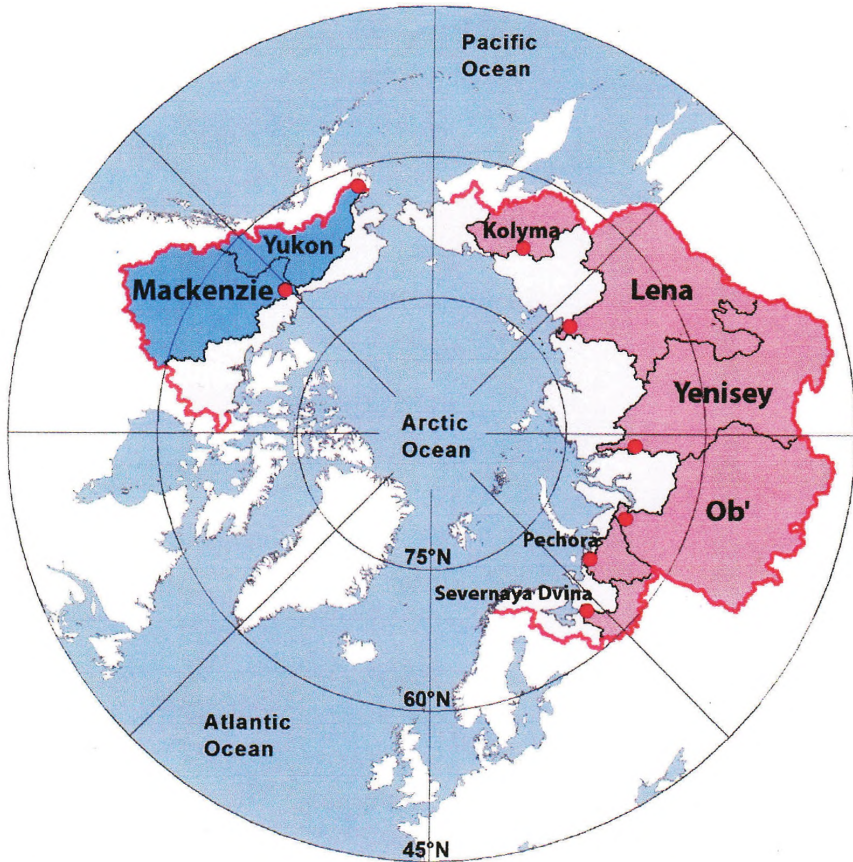 Pacific
Ocean
Kolyma
Yukon
Mackenzie
Lena
Yenisey
Arctic
Ocean
Ob'
Pechora
75°N
Severnaya Dvina
60°N
Atlantic
Ocean
45°N